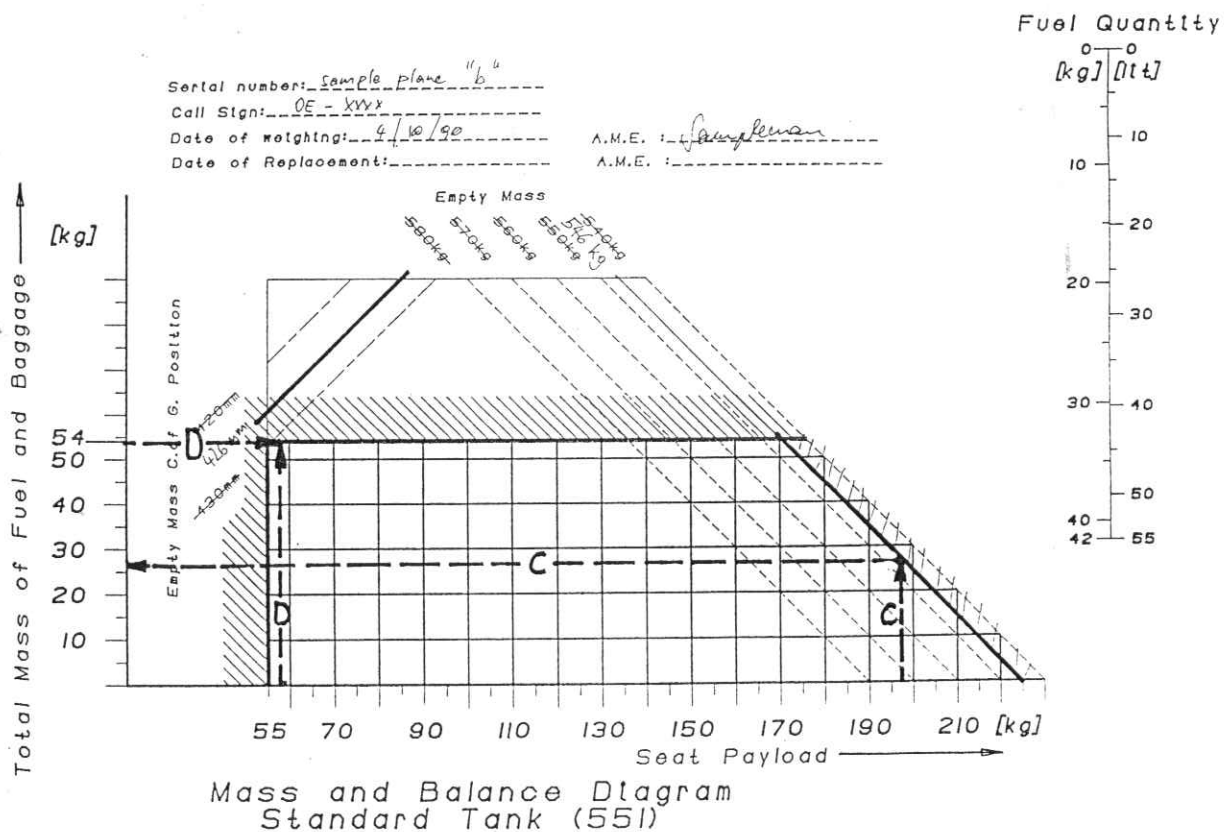 Fuel Quantity
0 0
[kg] [ltt]
Serial number: sample plane "b"
Call Sign: OE - XXXX
Date of weighing: 4/10/90 A.M.E. : Sampleman
Date of Replacement: A.M.E. :
10
10
20
20
30
30
40
50
40
42 55
Empty Mass
580kg 570kg 560kg 550kg 546 kg 540kg
Total Mass of Fuel and Baggage
[kg]
Empty Mass C.of G. Position
420mm
426mm
430mm
54
50
40
30
20
10
D
D
C
C
55 70 90 110 130 150 170 190 210 [kg]
Seat Payload
Mass and Balance Diagram
Standard Tank (55l)